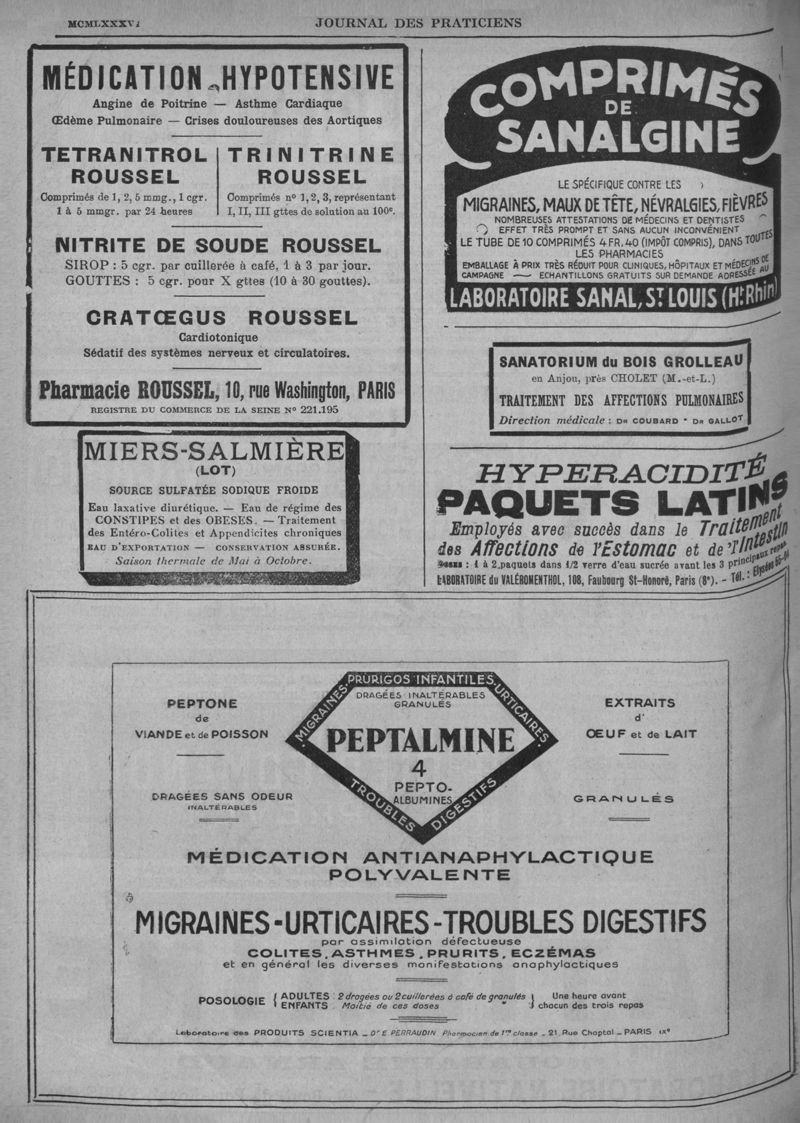 MCMLXXXVI
JOURNAL DES PRATICIENS
MÉDICATION HYPOTENSIVE
Angine de Poitrine — Asthme Cardiaque
Œdème Pulmonaire — Crises douloureuses des Aortiques
TETRANITROL
ROUSSEL
Comprimés de 1, 2, 5 mmg., 1 cgr.
1 à 5 mmgr. par 24 heures
TRINITRINE
ROUSSEL
Comprimés nº 1, 2, 3, représentant
I, II, III gttes de solution au 100e.
NITRITE DE SOUDE ROUSSEL
SIROP : 5 cgr. par cuillerée à café, 1 à 3 par jour.
GOUTTES : 5 cgr. pour X gttes (10 à 30 gouttes).
CRATŒGUS ROUSSEL
Cardiotonique
Sédatif des systèmes nerveux et circulatoires.
Pharmacie ROUSSEL, 10, rue Washington, PARIS
REGISTRE DU COMMERCE DE LA SEINE Nº 221.195
MIERS-SALMIÈRE
(LOT)
SOURCE SULFATÉE SODIQUE FROIDE
Eau laxative diurétique. — Eau de régime des
CONSTIPES et des OBESES. — Traitement
des Entéro-Colites et Appendicites chroniques
EAU D'EXPORTATION — CONSERVATION ASSURÉE.
Saison thermale de Mai à Octobre.
COMPRIMÉS
DE
SANALGINE
LE SPÉCIFIQUE CONTRE LES
MIGRAINES, MAUX DE TÊTE, NÉVRALGIES, FIÈVRES
NOMBREUSES ATTESTATIONS DE MÉDECINS ET DENTISTES
EFFET TRÈS PROMPT ET SANS AUCUN INCONVÉNIENT
LE TUBE DE 10 COMPRIMÉS 4 FR. 40 (IMPÔT COMPRIS), DANS TOUTES
LES PHARMACIES
EMBALLAGE À PRIX TRÈS RÉDUIT POUR CLINIQUES, HÔPITAUX ET MÉDECINS DE
CAMPAGNE — ECHANTILLONS GRATUITS SUR DEMANDE ADRESSÉE AU
LABORATOIRE SANAL, ST LOUIS (Ht Rhin)
SANATORIUM du BOIS GROLLEAU
en Anjou, près CHOLET (M.-et-L.)
TRAITEMENT DES AFFECTIONS PULMONAIRES
Direction médicale : DR COUBARD - DR GALLOT
HYPERACIDITÉ
PAQUETS LATINS
Employés avec succès dans le Traitement
des Affections de l'Estomac et de l'Intestin
Doses : 1 à 2 paquets dans 1/2 verre d'eau sucrée avant les 3 principaux repas
LABORATOIRE du VALÉROMENTHOL, 108, Faubourg St-Honoré, Paris (8e). - Tél. : Elysées
PRURIGOS INFANTILES
MIGRAINES
URTICAIRES
DRAGÉES INALTÉRABLES
GRANULÉS
PEPTALMINE
4
PEPTO-
ALBUMINES
TROUBLES DIGESTIFS
PEPTONE
de
VIANDE et de POISSON
DRAGÉES SANS ODEUR
INALTÉRABLES
EXTRAITS
d'
ŒUF et de LAIT
GRANULÉS
MÉDICATION ANTIANAPHYLACTIQUE
POLYVALENTE
MIGRAINES-URTICAIRES-TROUBLES DIGESTIFS
par assimilation défectueuse
COLITES, ASTHMES, PRURITS, ECZÉMAS
et en général les diverses manifestations anaphylactiques
POSOLOGIE { ADULTES : 2 dragées ou 2 cuillerées à café de granulés } Une heure avant
ENFANTS : Moitié de ces doses " } chacun des trois repas
Laboratoire des PRODUITS SCIENTIA _ Dr E. PERRAUDIN Pharmacien de 1re classe _ 21 Rue Chaptal _ PARIS IXe